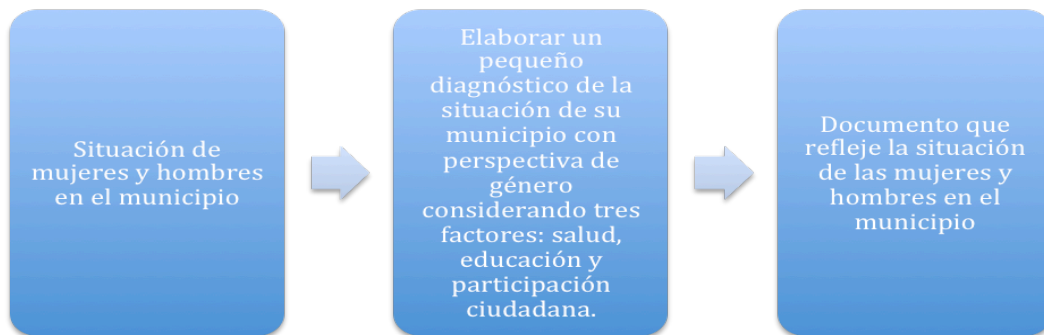 Situación de
mujeres y hombres
en el municipio
Elaborar un
pequeño
diagnóstico de la
situación de su
municipio con
perspectiva de
género
considerando tres
factores: salud,
educación y
participación
ciudadana.
Documento que
refleje la situación
de las mujeres y
hombres en el
municipio